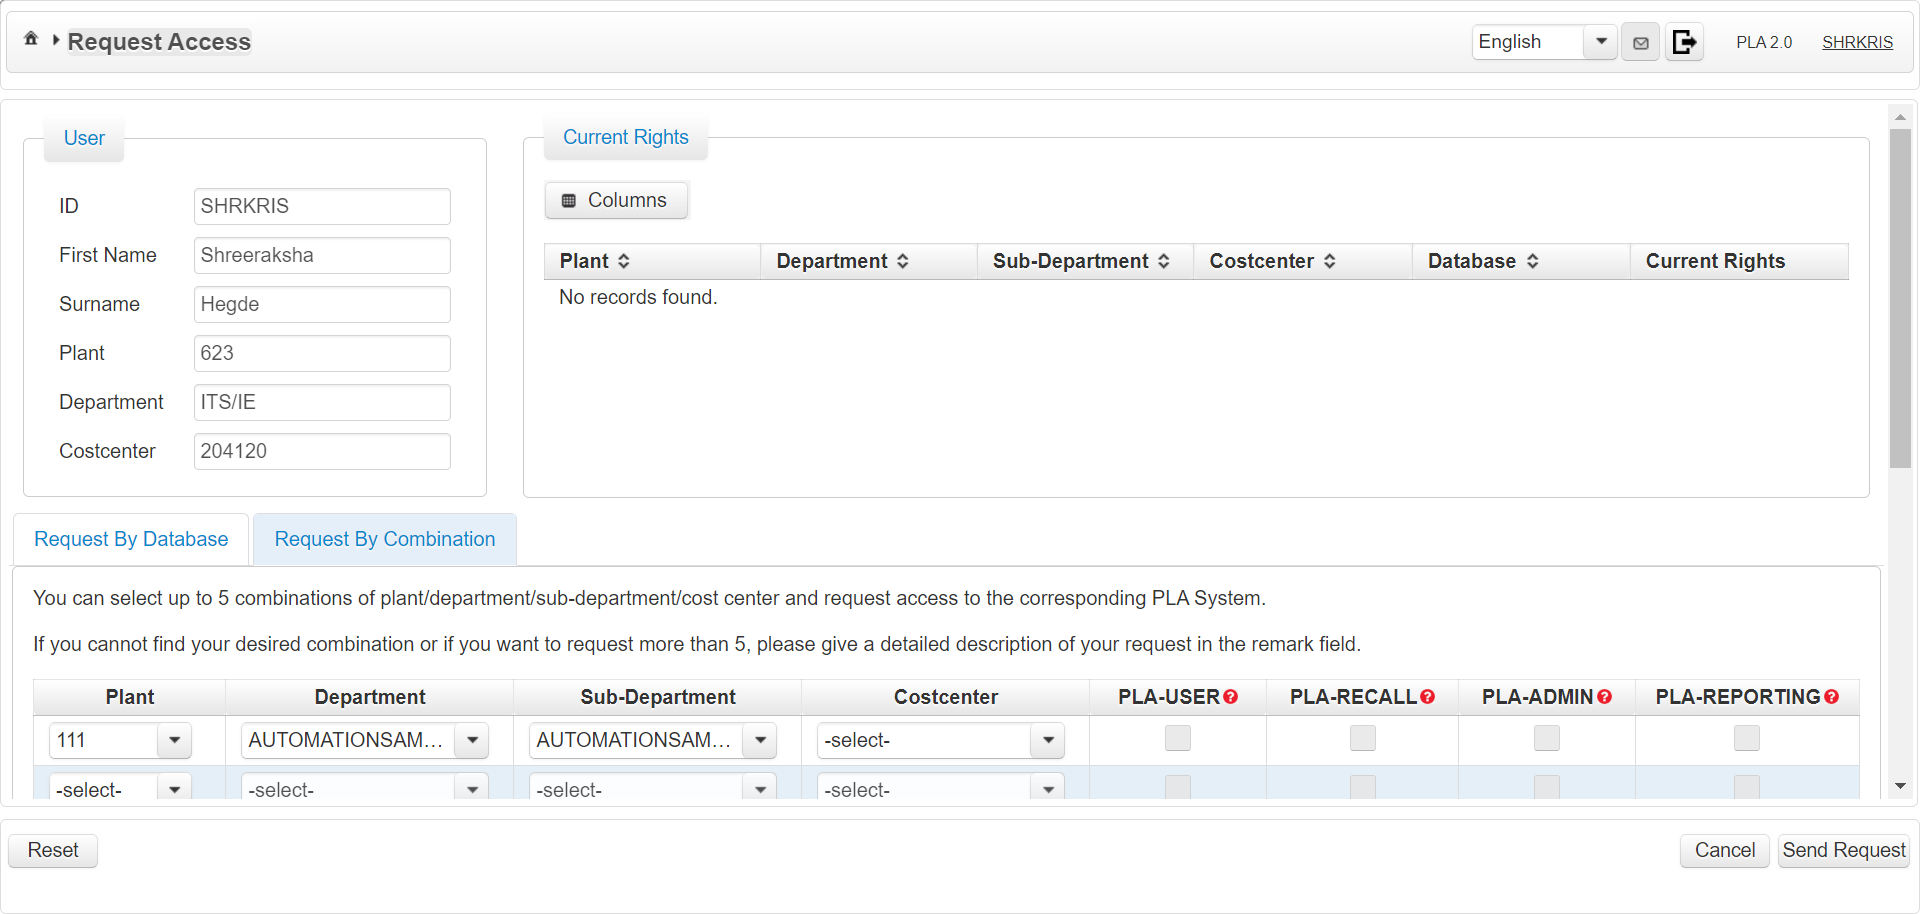 Request Access
English
PLA 2.0
SHRKRIS
User
ID SHRKRIS
First Name Shreeraksha
Surname Hegde
Plant 623
Department ITS/IE
Costcenter 204120
Current Rights
Columns
Plant Department Sub-Department Costcenter Database Current Rights
No records found.
Request By Database Request By Combination
You can select up to 5 combinations of plant/department/sub-department/cost center and request access to the corresponding PLA System.
If you cannot find your desired combination or if you want to request more than 5, please give a detailed description of your request in the remark field.
Plant Department Sub-Department Costcenter PLA-USER? PLA-RECALL? PLA-ADMIN? PLA-REPORTING?
111 AUTOMATIONSAM... AUTOMATIONSAM... -select-
-select- -select- -select- -select-
Reset Cancel Send Request